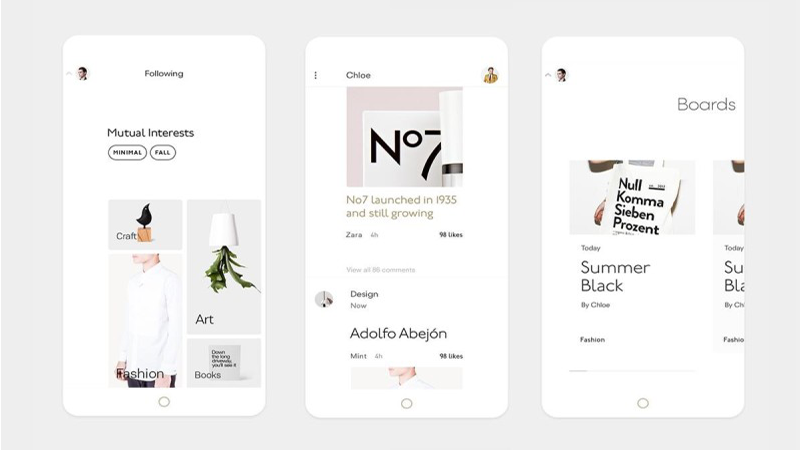 Following
Mutual Interests
MINIMAL
FALL
Craft
Art
Fashion
Down
the long
driveway,
you'll see it
Books
Chloe
No7
No7 launched in 1935
and still growing
Zara 4h 98 likes
View all 86 comments
Design
Now
Adolfo Abejón
Mint 4h 98 likes
Boards
Null
Komma
Sieben
Prozent
Today
Summer
Black
By Chloe
Fashion
Today
Su
Bla
By Chl
Fashio